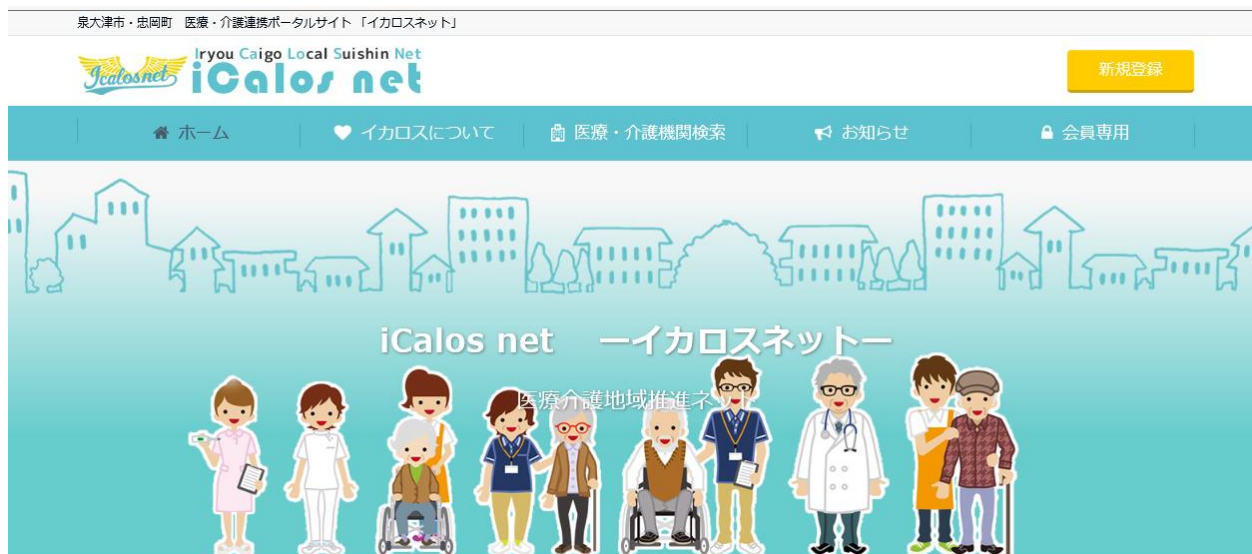 泉大津市・忠岡町　医療・介護連携ポータルサイト 「イカロスネット」
Iryou Caigo Local Suishin Net
Icalosnet iCalos net
新規登録
ホーム イカロスについて 医療・介護機関検索 お知らせ 会員専用
iCalos net　ーイカロスネットー
医療介護地域推進ネット